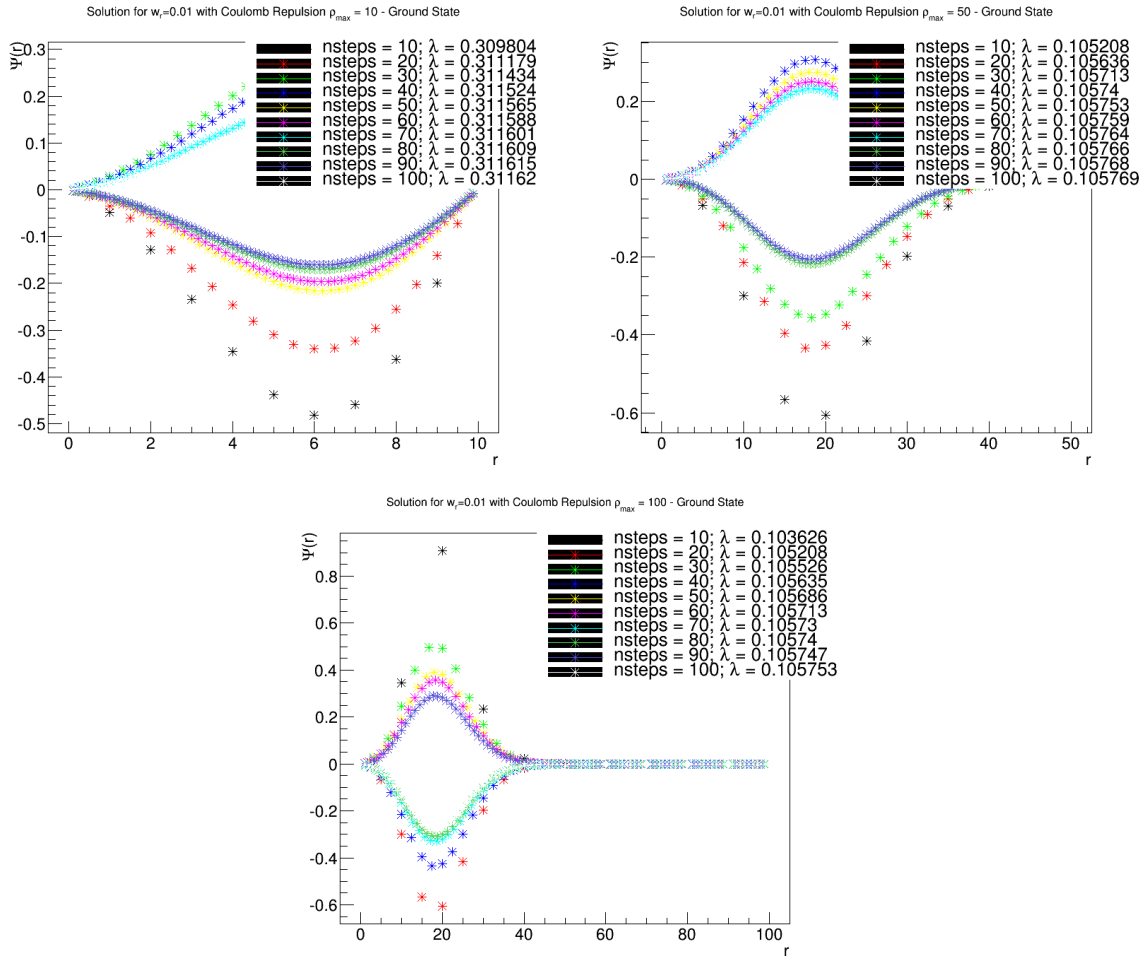 Solution for wr=0.01 with Coulomb Repulsion ρmax = 10 - Ground State
Ψ(r)
nsteps = 10; λ = 0.309804
nsteps = 20; λ = 0.311179
nsteps = 30; λ = 0.311434
nsteps = 40; λ = 0.311524
nsteps = 50; λ = 0.311565
nsteps = 60; λ = 0.311588
nsteps = 70; λ = 0.311601
nsteps = 80; λ = 0.311609
nsteps = 90; λ = 0.311615
nsteps = 100; λ = 0.31162
0.3
0.2
0.1
0
-0.1
-0.2
-0.3
-0.4
-0.5
0 2 4 6 8 10
r
Solution for wr=0.01 with Coulomb Repulsion ρmax = 50 - Ground State
Ψ(r)
nsteps = 10; λ = 0.105208
nsteps = 20; λ = 0.105636
nsteps = 30; λ = 0.105713
nsteps = 40; λ = 0.10574
nsteps = 50; λ = 0.105753
nsteps = 60; λ = 0.105759
nsteps = 70; λ = 0.105764
nsteps = 80; λ = 0.105766
nsteps = 90; λ = 0.105768
nsteps = 100; λ = 0.105769
0.2
0
-0.2
-0.4
-0.6
0 10 20 30 40 50
r
Solution for wr=0.01 with Coulomb Repulsion ρmax = 100 - Ground State
Ψ(r)
nsteps = 10; λ = 0.103626
nsteps = 20; λ = 0.105208
nsteps = 30; λ = 0.105526
nsteps = 40; λ = 0.105635
nsteps = 50; λ = 0.105686
nsteps = 60; λ = 0.105713
nsteps = 70; λ = 0.10573
nsteps = 80; λ = 0.10574
nsteps = 90; λ = 0.105747
nsteps = 100; λ = 0.105753
0.8
0.6
0.4
0.2
0
-0.2
-0.4
-0.6
0 20 40 60 80 100
r